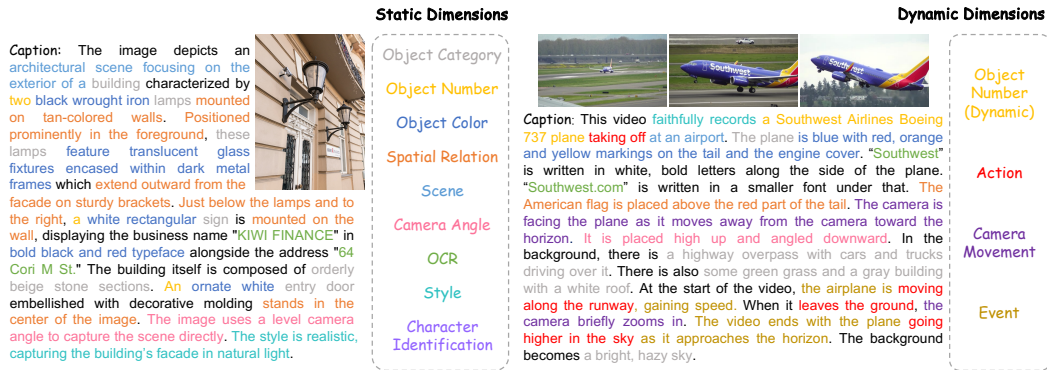 Static Dimensions
Caption: The image depicts an
architectural scene focusing on the
exterior of a building characterized by
two black wrought iron lamps mounted
on tan-colored walls. Positioned
prominently in the foreground, these
lamps feature translucent glass
fixtures encased within dark metal
frames which extend outward from the
facade on sturdy brackets. Just below the lamps and to
the right, a white rectangular sign is mounted on the
wall, displaying the business name "KIWI FINANCE" in
bold black and red typeface alongside the address "64
Cori M St." The building itself is composed of orderly
beige stone sections. An ornate white entry door
embellished with decorative molding stands in the
center of the image. The image uses a level camera
angle to capture the scene directly. The style is realistic,
capturing the building's facade in natural light.
Object Category
Object Number
Object Color
Spatial Relation
Scene
Camera Angle
OCR
Style
Character
Identification
Dynamic Dimensions
Southwest
Southwest
Caption: This video faithfully records a Southwest Airlines Boeing
737 plane taking off at an airport. The plane is blue with red, orange
and yellow markings on the tail and the engine cover. “Southwest”
is written in white, bold letters along the side of the plane.
“Southwest.com” is written in a smaller font under that. The
American flag is placed above the red part of the tail. The camera is
facing the plane as it moves away from the camera toward the
horizon. It is placed high up and angled downward. In the
background, there is a highway overpass with cars and trucks
driving over it. There is also some green grass and a gray building
with a white roof. At the start of the video, the airplane is moving
along the runway, gaining speed. When it leaves the ground, the
camera briefly zooms in. The video ends with the plane going
higher in the sky as it approaches the horizon. The background
becomes a bright, hazy sky.
Object
Number
(Dynamic)
Action
Camera
Movement
Event